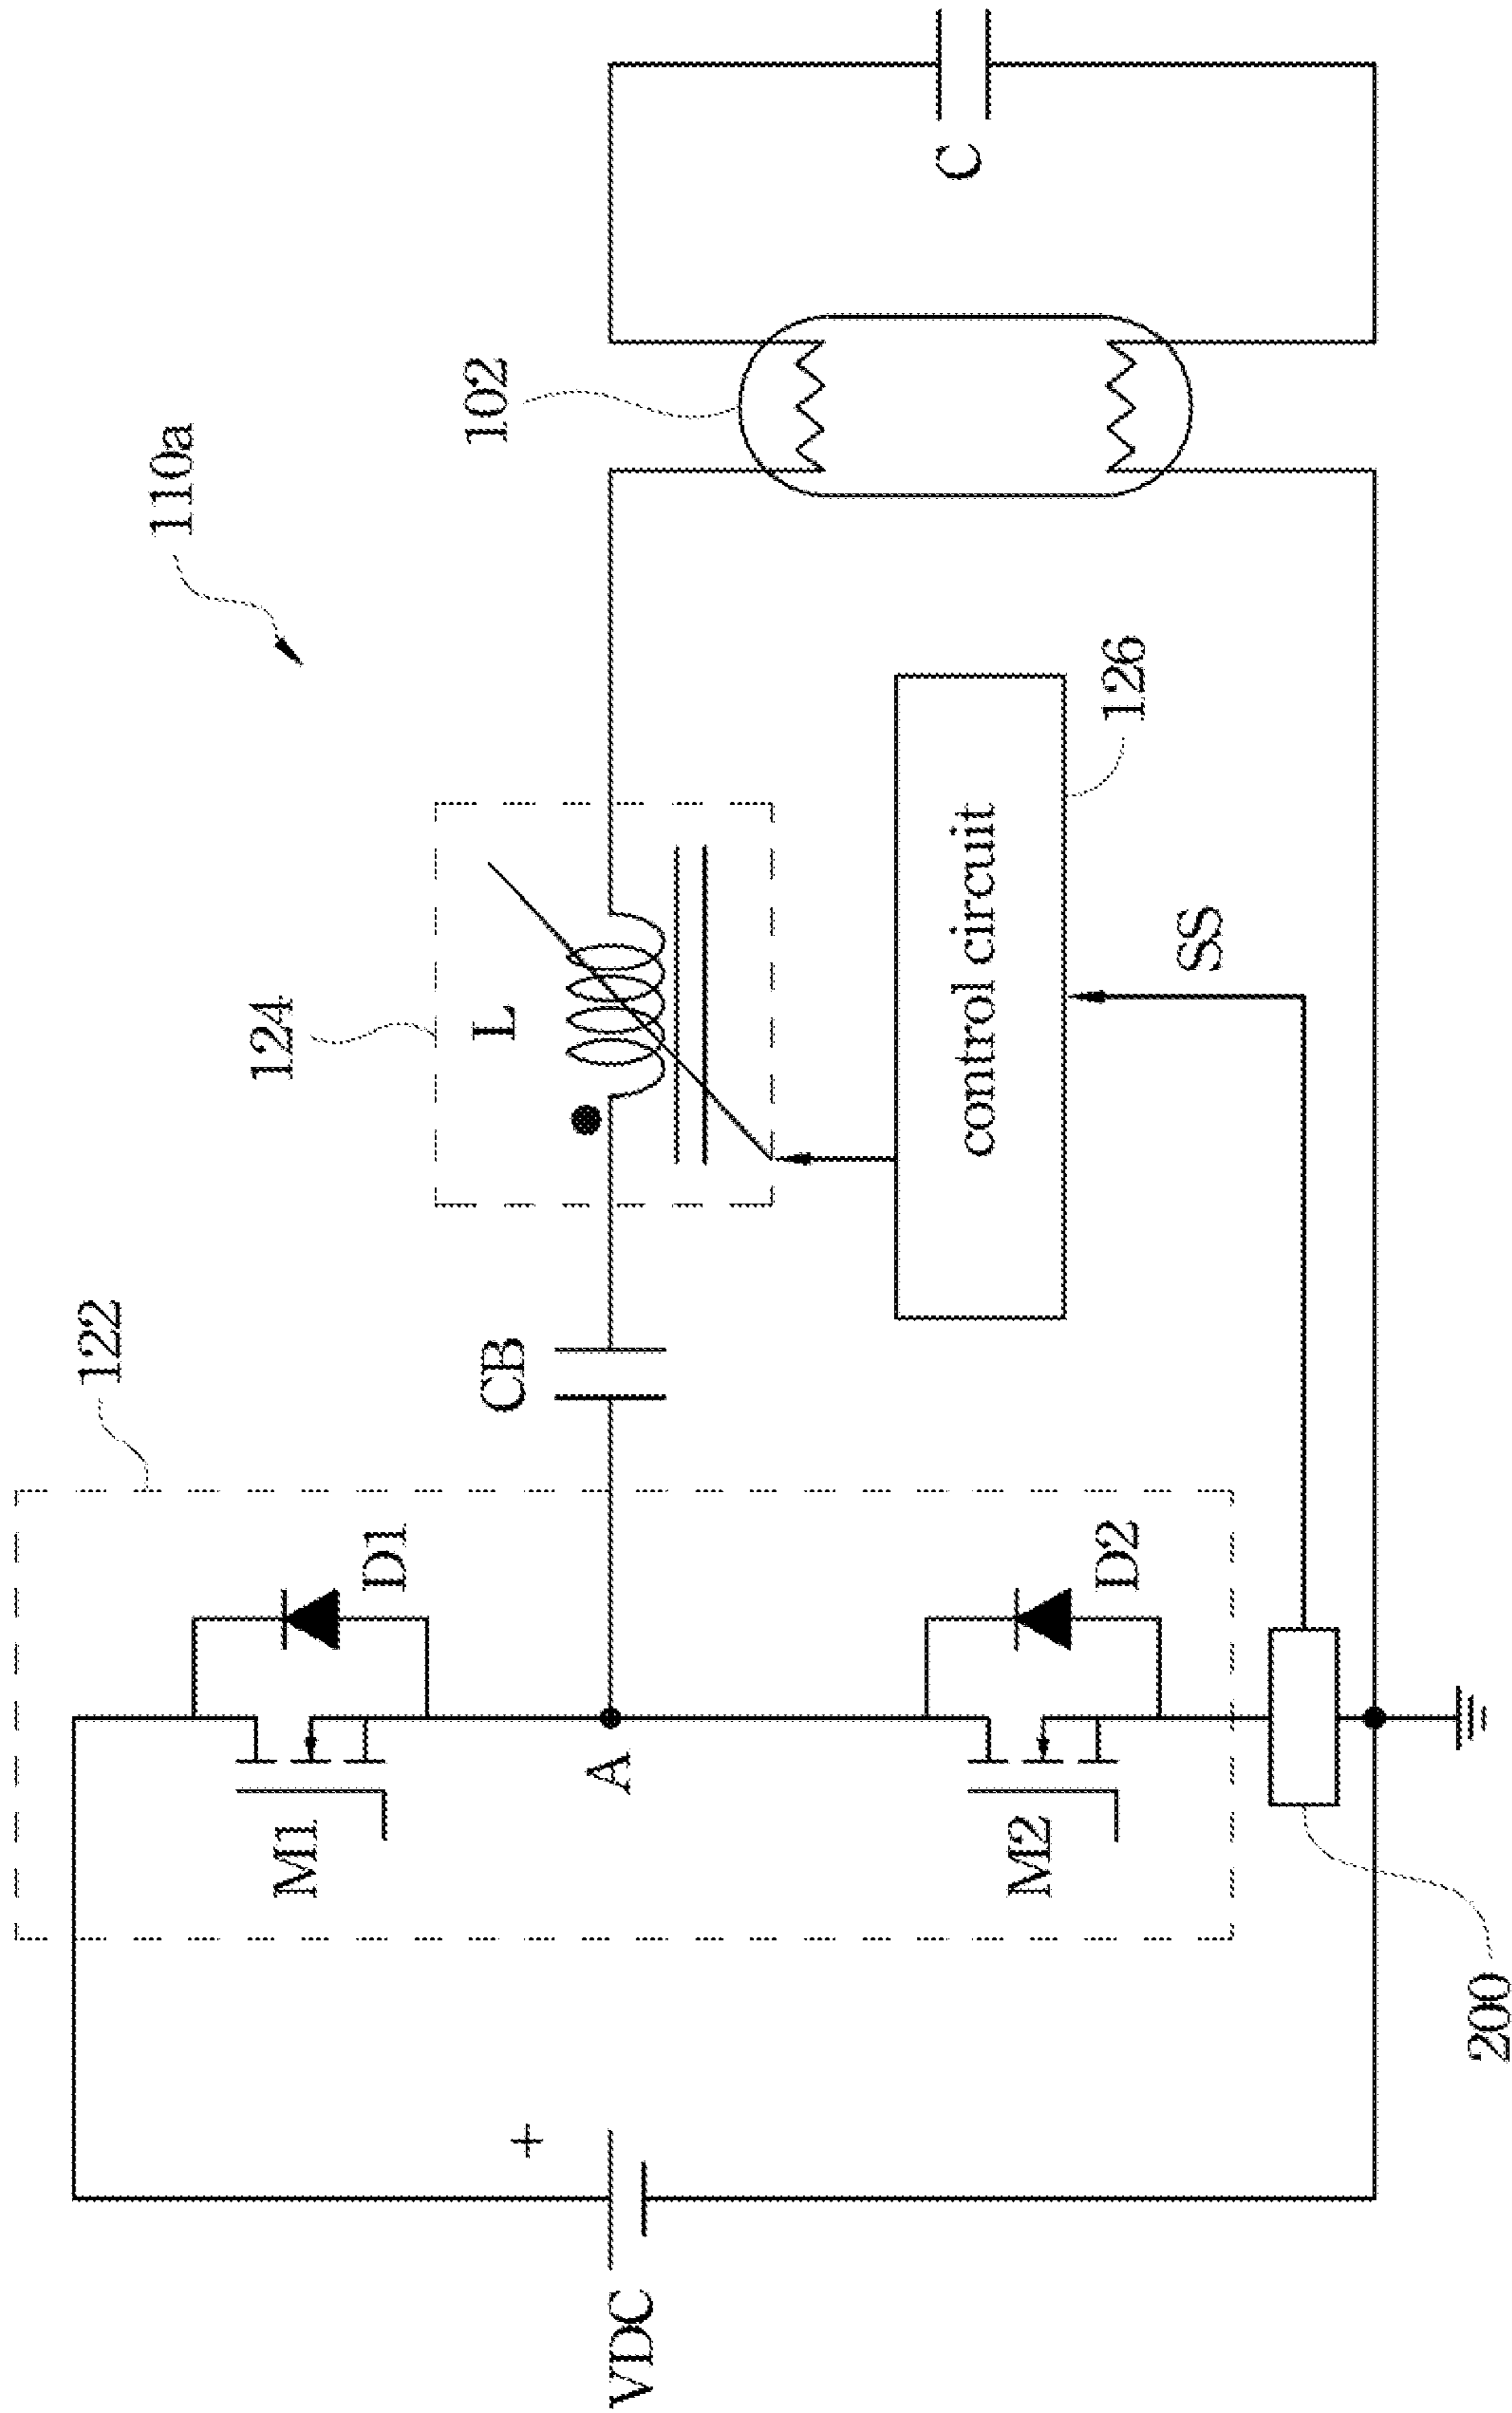 110a
122
124
102
D1
CB
L
M1
A
C
VDC
+
control circuit
126
D2
M2
SS
200